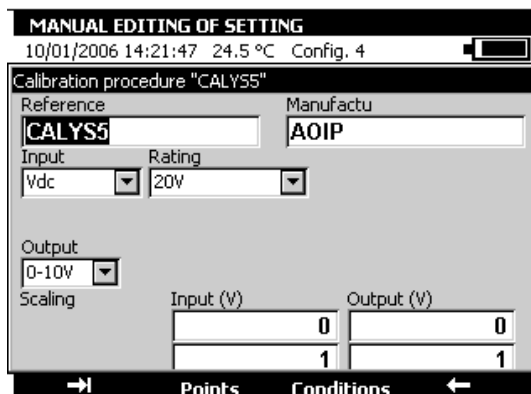 MANUAL EDITING OF SETTING
10/01/2006 14:21:47 24.5 °C Config. 4
Calibration procedure "CALYS5"
Reference Manufactu
CALYS5 AOIP
Input Rating
Vdc 20V
Output
0-10V
Scaling Input (V) Output (V)
0 0
1 1
Points Conditions